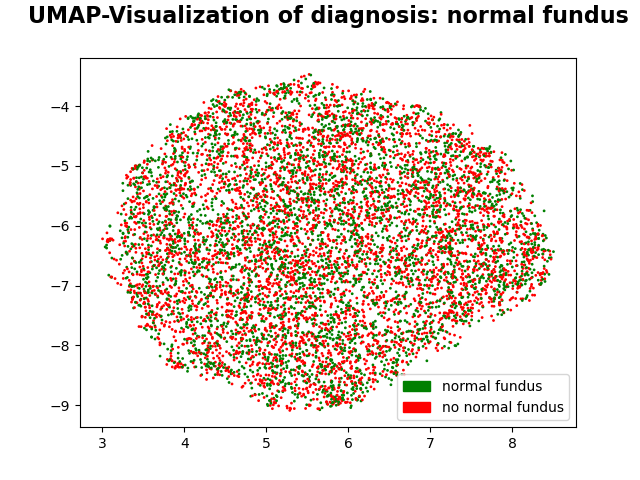 UMAP-Visualization of diagnosis: normal fundus
−4
−5
−6
−7
−8
−9
3 4 5 6 7 8
normal fundus
no normal fundus